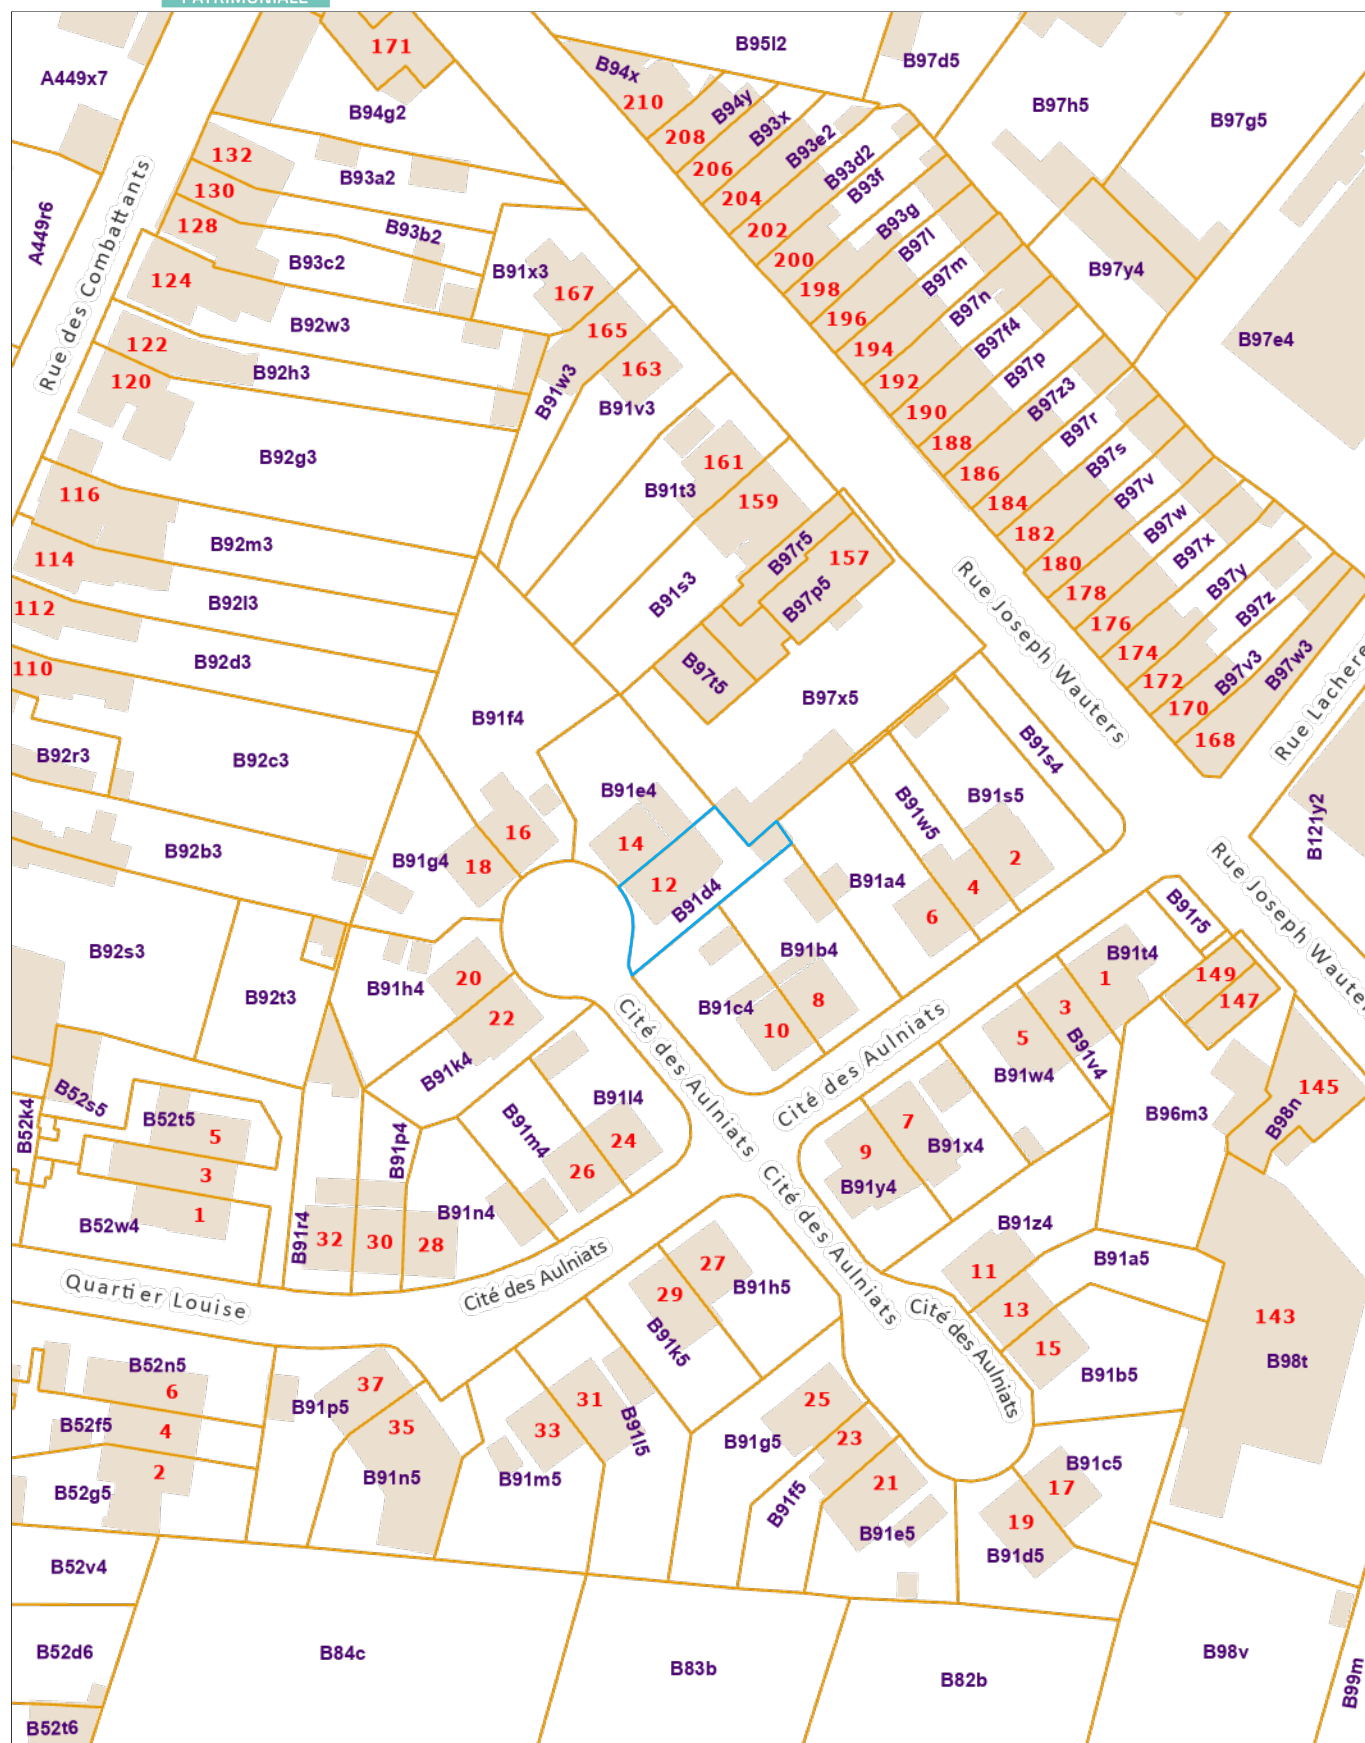 PATRIMONIALE
171
B95l2
A449x7
B94x
B97d5
210
B94y
B97h5
B94g2
208
B93x
B97g5
132
206
B93e2
B93a2
204
B93d2
130
B93f
128
202
B93g
A449r6
B93b2
200
B97l
Rue des Combattants
B93c2
B91x3
198
B97m
B97y4
124
167
196
B97n
B92w3
165
194
B97f4
B97e4
122
163
192
B97p
120
B92h3
B91w3
190
B97z3
B91v3
188
B97r
B92g3
161
186
B97s
116
B91t3
159
184
B97v
B92m3
182
B97w
114
B97r5
157
180
B97x
112
B92l3
B91s3
B97p5
Rue Joseph Wauters
178
B97y
B92d3
176
B97z
110
B97t5
174
B97v3
B97w3
B91f4
B97x5
172
Rue Lachere
170
168
B92r3
B92c3
B91s4
B91e4
B91w5
B91s5
B121y2
16
14
B92b3
B91g4
18
12
B91d4
B91a4
2
4
6
Rue Joseph Wauters
B91r5
B92s3
B91b4
B91t4
B92t3
B91h4
20
149
1
147
22
B91c4
8
3
10
5
Cité des Aulniats
Cité des Aulniats
B91v4
B91k4
B91w4
145
B52k4
B52s5
B52t5
B91l4
B96m3
B98n
5
B91p4
B91m4
24
7
3
26
9
B91x4
B91y4
1
B52w4
B91r4
B91n4
32
30
28
B91z4
Cité des Aulniats
B91a5
Quartier Louise
Cité des Aulniats
27
11
29
B91h5
13
Cité des Aulniats
143
B91k5
15
B98t
B52n5
37
31
25
B91b5
6
B91p5
35
33
23
B52f5
4
B91l5
B91g5
2
B91n5
B91m5
21
B91c5
B52g5
B91f5
17
19
B91e5
B91d5
B52v4
B52d6
B84c
B83b
B82b
B98v
B99m
B52t6